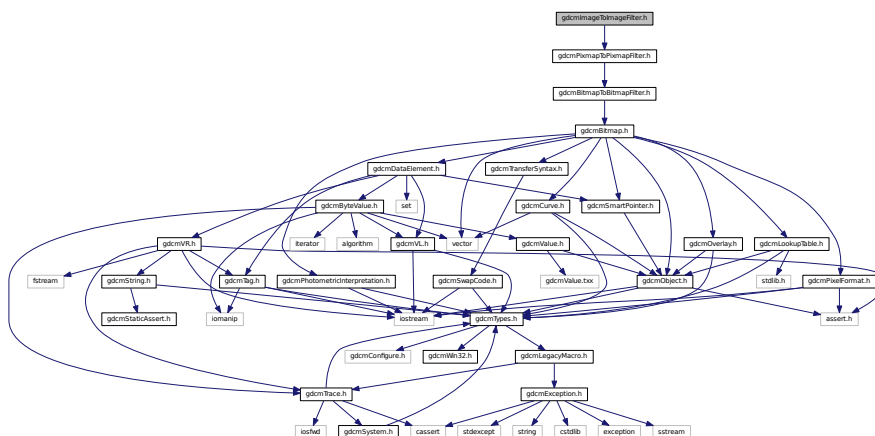 gdcmImageToImageFilter.h
gdcmPixmapToPixmapFilter.h
gdcmBitmapToBitmapFilter.h
gdcmBitmap.h
gdcmDataElement.h
gdcmTransferSyntax.h
gdcmByteValue.h
set
gdcmCurve.h
gdcmSmartPointer.h
gdcmVR.h
iterator
algorithm
gdcmVL.h
vector
gdcmValue.h
gdcmOverlay.h
gdcmLookupTable.h
fstream
gdcmString.h
gdcmTag.h
gdcmPhotometricInterpretation.h
gdcmSwapCode.h
gdcmValue.txx
gdcmObject.h
stdlib.h
gdcmPixelFormat.h
gdcmStaticAssert.h
iomanip
iostream
gdcmTypes.h
assert.h
gdcmConfigure.h
gdcmWin32.h
gdcmLegacyMacro.h
gdcmTrace.h
gdcmException.h
iosfwd
gdcmSystem.h
cassert
stdexcept
string
cstdlib
exception
sstream